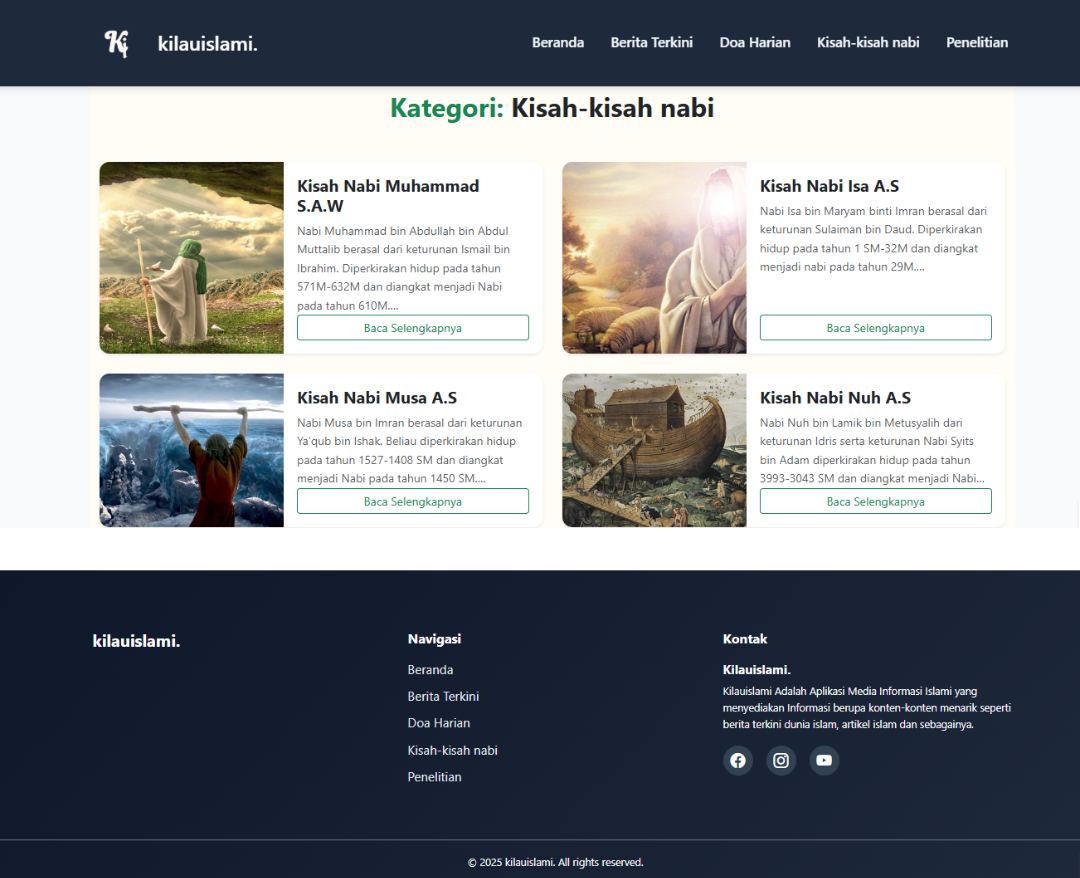 Ki
kilauislami.
Beranda
Berita Terkini
Doa Harian
Kisah-kisah nabi
Penelitian
Kategori: Kisah-kisah nabi
Kisah Nabi Muhammad
S.A.W
Nabi Muhammad bin Abdullah bin Abdul
Muttalib berasal dari keturunan Ismail bin
Ibrahim. Diperkirakan hidup pada tahun
571M-632M dan diangkat menjadi Nabi
pada tahun 610M....
Baca Selengkapnya
Kisah Nabi Isa A.S
Nabi Isa bin Maryam binti Imran berasal dari
keturunan Sulaiman bin Daud. Diperkirakan
hidup pada tahun 1 SM-32M dan diangkat
menjadi nabi pada tahun 29M....
Baca Selengkapnya
Kisah Nabi Musa A.S
Nabi Musa bin Imran berasal dari keturunan
Ya'qub bin Ishak. Beliau diperkirakan hidup
pada tahun 1527-1408 SM dan diangkat
menjadi Nabi pada tahun 1450 SM....
Baca Selengkapnya
Kisah Nabi Nuh A.S
Nabi Nuh bin Lamik bin Metusyalih dari
keturunan Idris serta keturunan Nabi Syits
bin Adam diperkirakan hidup pada tahun
3993-3043 SM dan diangkat menjadi Nabi...
Baca Selengkapnya
kilauislami.
Navigasi
Beranda
Berita Terkini
Doa Harian
Kisah-kisah nabi
Penelitian
Kontak
Kilauislami.
Kilauislami Adalah Aplikasi Media Informasi Islami yang
menyediakan Informasi berupa konten-konten menarik seperti
berita terkini dunia islam, artikel islam dan sebagainya.
© 2025 kilauislami. All rights reserved.